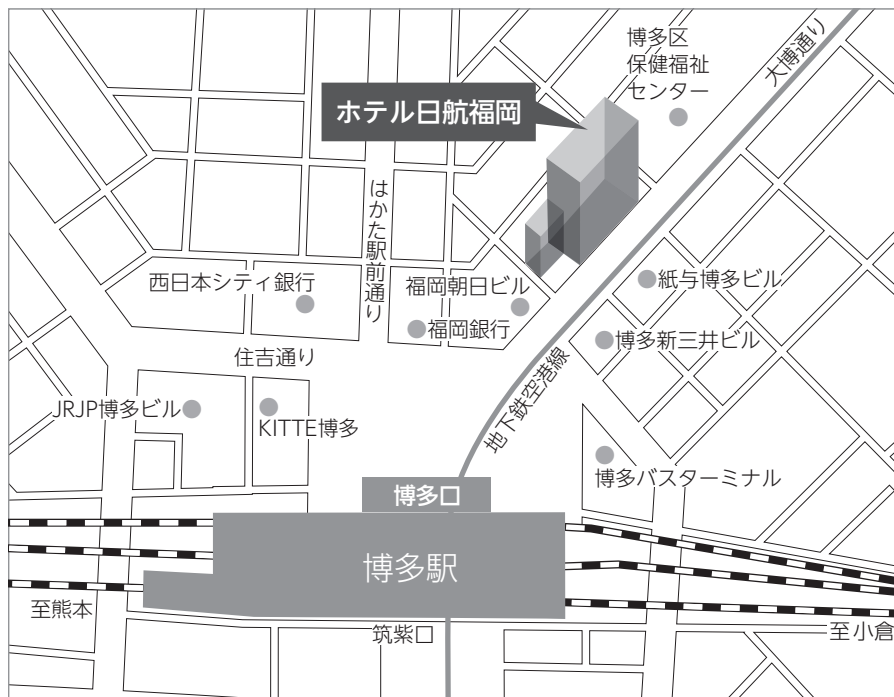 博多区
保健福祉
センター
大博通り
ホテル日航福岡
はかた駅前通り
西日本シティ銀行
福岡朝日ビル
紙与博多ビル
福岡銀行
博多新三井ビル
住吉通り
地下鉄空港線
JRJP博多ビル
KITTE博多
博多バスターミナル
博多口
博多駅
至熊本
筑紫口
至小倉